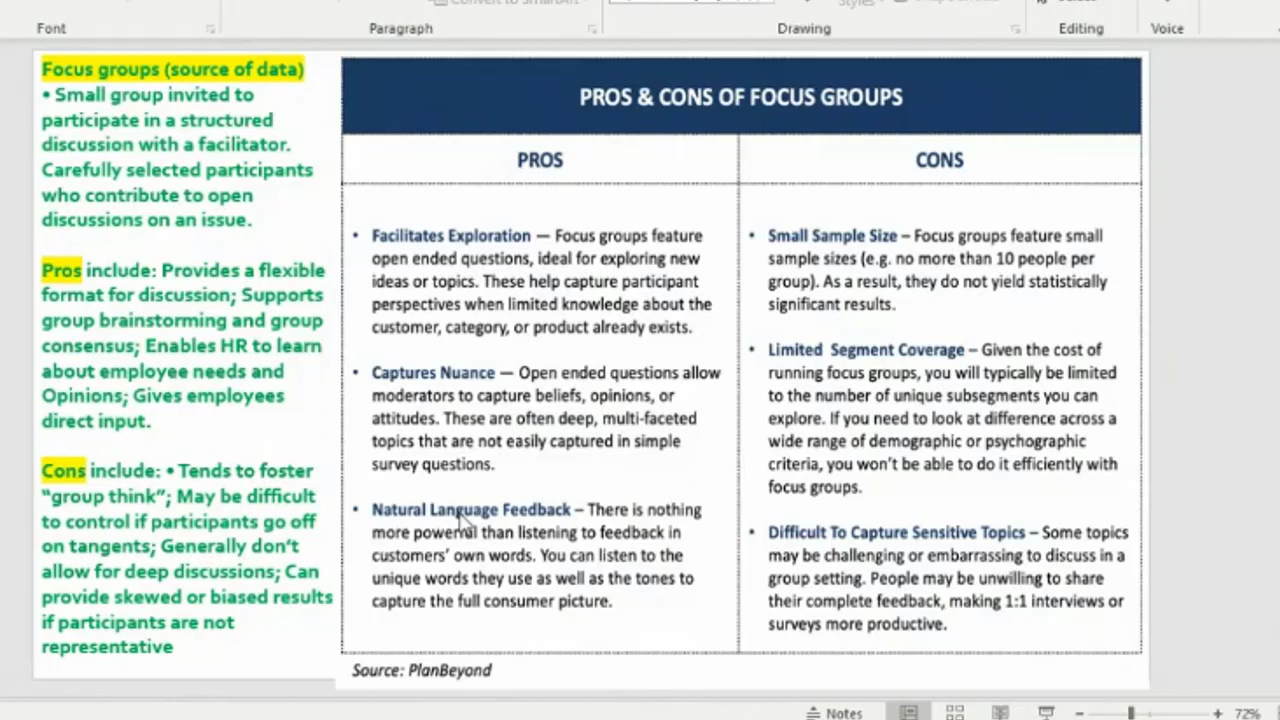 Font
Paragraph
Drawing
Editing
Voice
Focus groups (source of data)
• Small group invited to
participate in a structured
discussion with a facilitator.
Carefully selected participants
who contribute to open
discussions on an issue.
Pros include: Provides a flexible
format for discussion; Supports
group brainstorming and group
consensus; Enables HR to learn
about employee needs and
Opinions; Gives employees
direct input.
Cons include: • Tends to foster
“group think”; May be difficult
to control if participants go off
on tangents; Generally don’t
allow for deep discussions; Can
provide skewed or biased results
if participants are not
representative
PROS & CONS OF FOCUS GROUPS
PROS
• Facilitates Exploration — Focus groups feature
open ended questions, ideal for exploring new
ideas or topics. These help capture participant
perspectives when limited knowledge about the
customer, category, or product already exists.
• Captures Nuance — Open ended questions allow
moderators to capture beliefs, opinions, or
attitudes. These are often deep, multi-faceted
topics that are not easily captured in simple
survey questions.
• Natural Language Feedback – There is nothing
more powerful than listening to feedback in
customers’ own words. You can listen to the
unique words they use as well as the tones to
capture the full consumer picture.
CONS
• Small Sample Size – Focus groups feature small
sample sizes (e.g. no more than 10 people per
group). As a result, they do not yield statistically
significant results.
• Limited Segment Coverage – Given the cost of
running focus groups, you will typically be limited
to the number of unique subsegments you can
explore. If you need to look at difference across a
wide range of demographic or psychographic
criteria, you won’t be able to do it efficiently with
focus groups.
• Difficult To Capture Sensitive Topics – Some topics
may be challenging or embarrassing to discuss in a
group setting. People may be unwilling to share
their complete feedback, making 1:1 interviews or
surveys more productive.
Source: PlanBeyond
Notes
72%